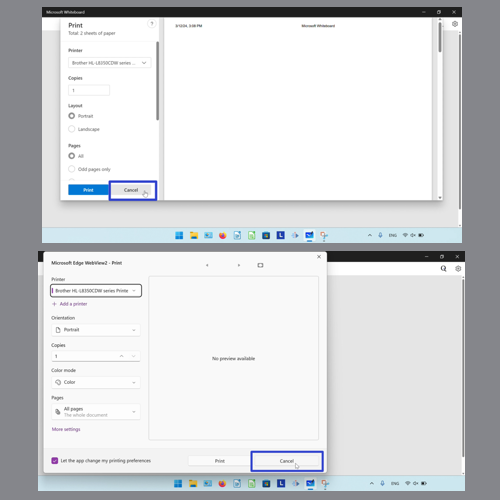 Microsoft Whiteboard
Print
?
Total: 2 sheets of paper
3/13/24, 5:09 PM
Microsoft Whiteboard
Printer
Brother HL-L8350CDW series ...
Copies
1
Layout
Portrait
Landscape
Pages
All
Odd pages only
Print
Cancel
ENG
Microsoft Edge WebView2 - Print
Printer
Brother HL-L8350CDW series Printe
+ Add a printer
Orientation
Portrait
Copies
1
Color mode
Color
No preview available
Pages
All pages
The whole document
More settings
Let the app change my printing preferences
Print
Cancel
ENG